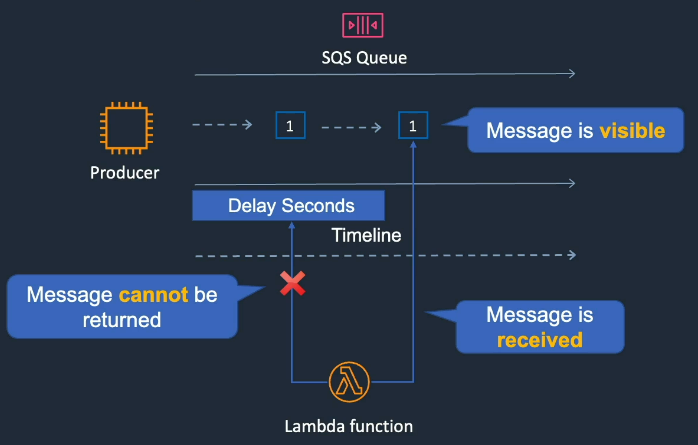 SQS Queue
1
1
Message is visible
Producer
Delay Seconds
Timeline
Message cannot be
returned
Message is
received
Lambda function